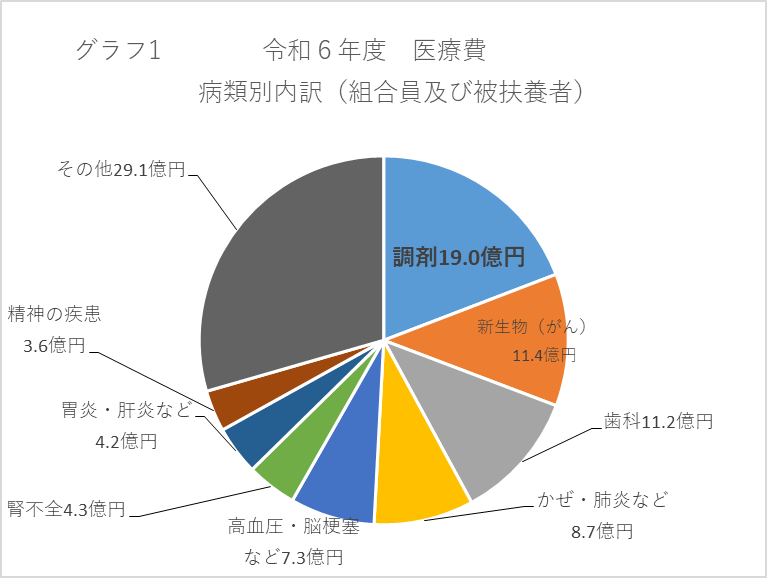 グラフ1　令和６年度　医療費
病類別内訳（組合員及び被扶養者）
その他29.1億円
調剤19.0億円
精神の疾患
3.6億円
新生物（がん）
11.4億円
胃炎・肝炎など
4.2億円
歯科11.2億円
腎不全4.3億円
かぜ・肺炎など
8.7億円
高血圧・脳梗塞
など7.3億円